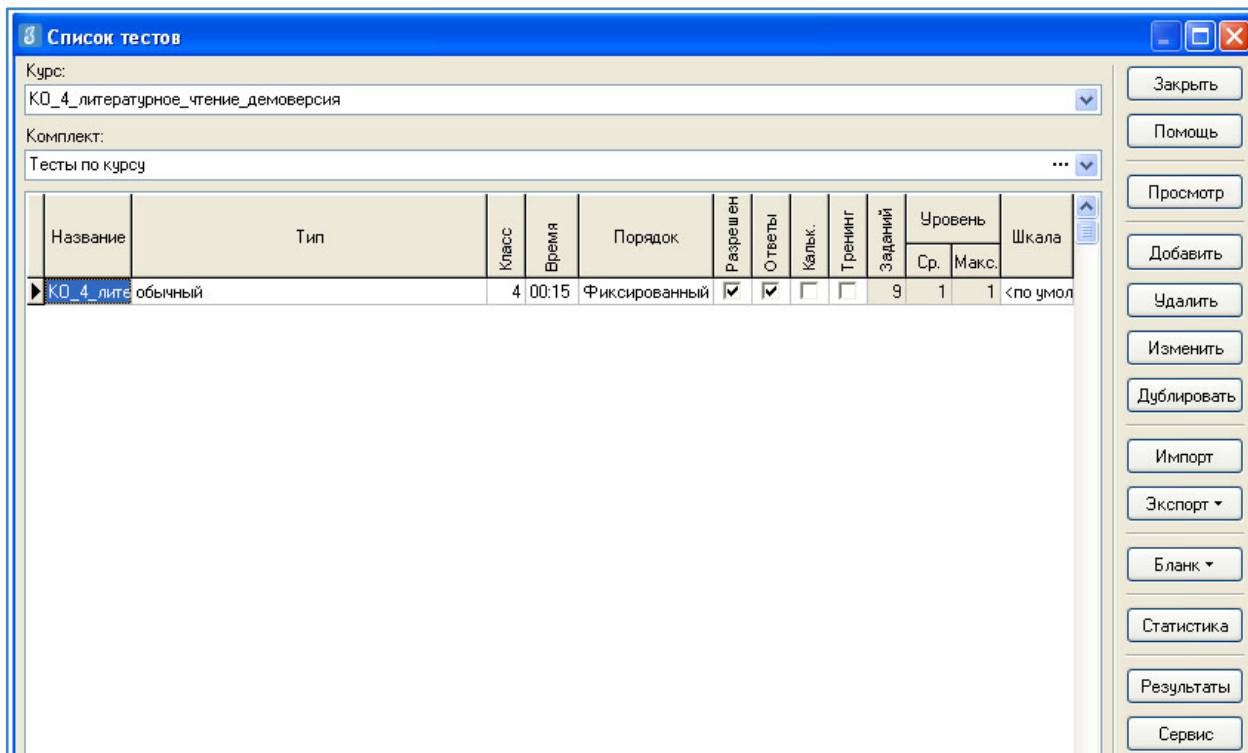 Список тестов
Курс:
КО_4_литературное_чтение_демоверсия
Комплект:
Тесты по курсу ...
Название Тип Класс Время Порядок Разрешен Ответы Кальк. Тренинг Заданий Уровень Шкала
Ср. Макс.
КО_4_лите обычный 4 00:15 Фиксированный 9 1 1 <по умол
Закрыть
Помощь
Просмотр
Добавить
Удалить
Изменить
Дублировать
Импорт
Экспорт
Бланк
Статистика
Результаты
Сервис